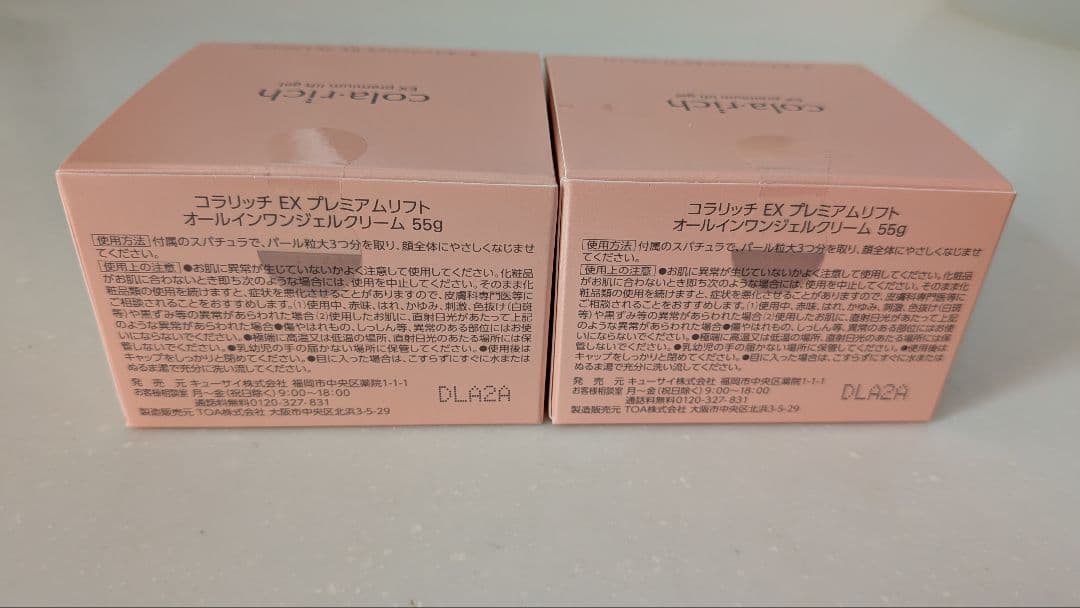 cola・rich
EX premium lift gel
コラリッチ EX プレミアムリフト
オールインワンジェルクリーム 55g
使用方法 付属のスパチュラで、パール粒大3つ分を取り、顔全体にやさしくなじませ
てください。
使用上の注意 ●お肌に異常が生じていないかよく注意して使用してください。化粧品
がお肌に合わないとき即ち次のような場合には、使用を中止してください。そのまま化
粧品類の使用を続けますと、症状を悪化させることがありますので、皮膚科専門医等に
ご相談されることをおすすめします。(1)使用中、赤味、はれ、かゆみ、刺激、色抜け(白斑
等)や黒ずみ等の異常があらわれた場合(2)使用したお肌に、直射日光があたって上記
のような異常があらわれた場合●傷やはれもの、しっしん等、異常のある部位にはお使
いにならないでください。●極端に高温又は低温の場所、直射日光のあたる場所には保
管しないでください。●乳幼児の手の届かない場所に保管してください。●使用後は
キャップをしっかりと閉めてください。●目に入った場合は、こすらずにすぐに水または
ぬるま湯で充分に洗い流してください。
発売元 キューサイ株式会社 福岡市中央区薬院1-1-1
お客様相談室 月〜金(祝日除く)9:00〜18:00
通話料無料0120-327-831
製造販売元 TOA株式会社 大阪市中央区北浜3-5-29
DLA2A
cola・rich
EX premium lift gel
コラリッチ EX プレミアムリフト
オールインワンジェルクリーム 55g
使用方法 付属のスパチュラで、パール粒大3つ分を取り、顔全体にやさしくなじませ
てください。
使用上の注意 ●お肌に異常が生じていないかよく注意して使用してください。化粧品
がお肌に合わないとき即ち次のような場合には、使用を中止してください。そのまま化
粧品類の使用を続けますと、症状を悪化させることがありますので、皮膚科専門医等に
ご相談されることをおすすめします。(1)使用中、赤味、はれ、かゆみ、刺激、色抜け(白斑
等)や黒ずみ等の異常があらわれた場合(2)使用したお肌に、直射日光があたって上記
のような異常があらわれた場合●傷やはれもの、しっしん等、異常のある部位にはお使
いにならないでください。●極端に高温又は低温の場所、直射日光のあたる場所には保
管しないでください。●乳幼児の手の届かない場所に保管してください。●使用後は
キャップをしっかりと閉めてください。●目に入った場合は、こすらずにすぐに水または
ぬるま湯で充分に洗い流してください。
発売元 キューサイ株式会社 福岡市中央区薬院1-1-1
お客様相談室 月〜金(祝日除く)9:00〜18:00
通話料無料0120-327-831
製造販売元 TOA株式会社 大阪市中央区北浜3-5-29
DLA2A